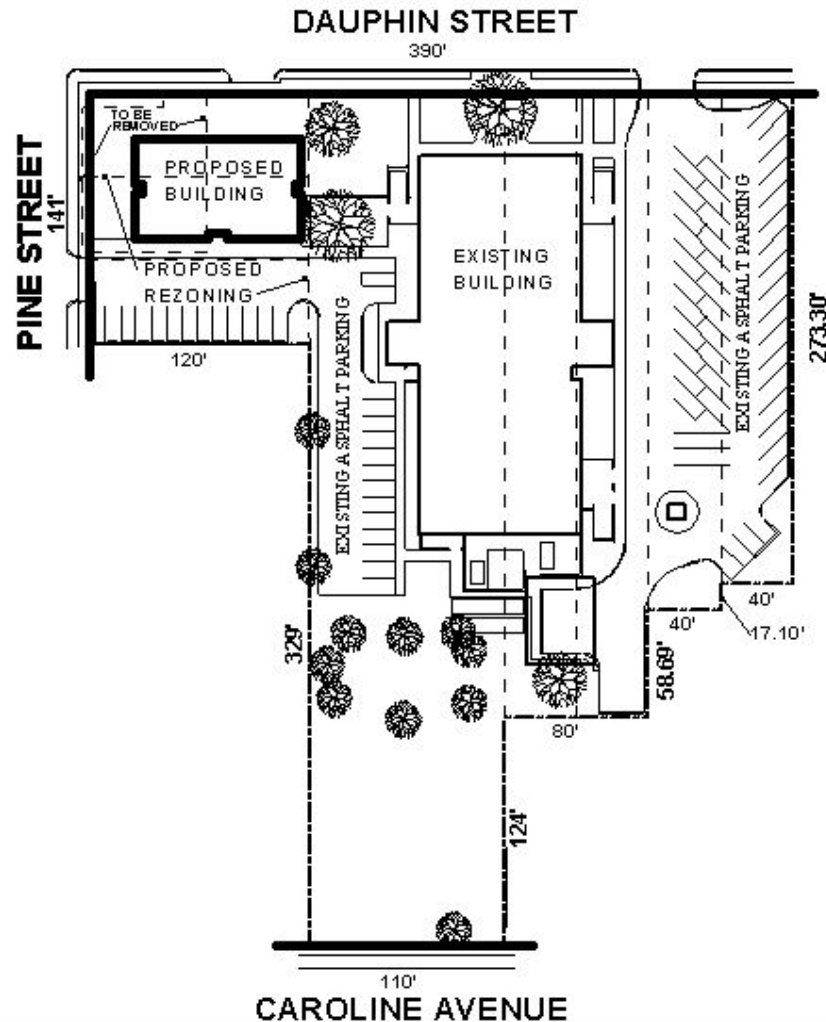 DAUPHIN STREET
390'
TO BE
REMOVED
PROPOSED
BUILDING
PINE STREET
141'
EXISTING
BUILDING
PROPOSED
REZONING
EXISTING ASPHALT PARKING
EXISTING ASPHALT PARKING
273.30'
120'
329'
40'
40'
17.10'
58.69'
80'
124'
110'
CAROLINE AVENUE